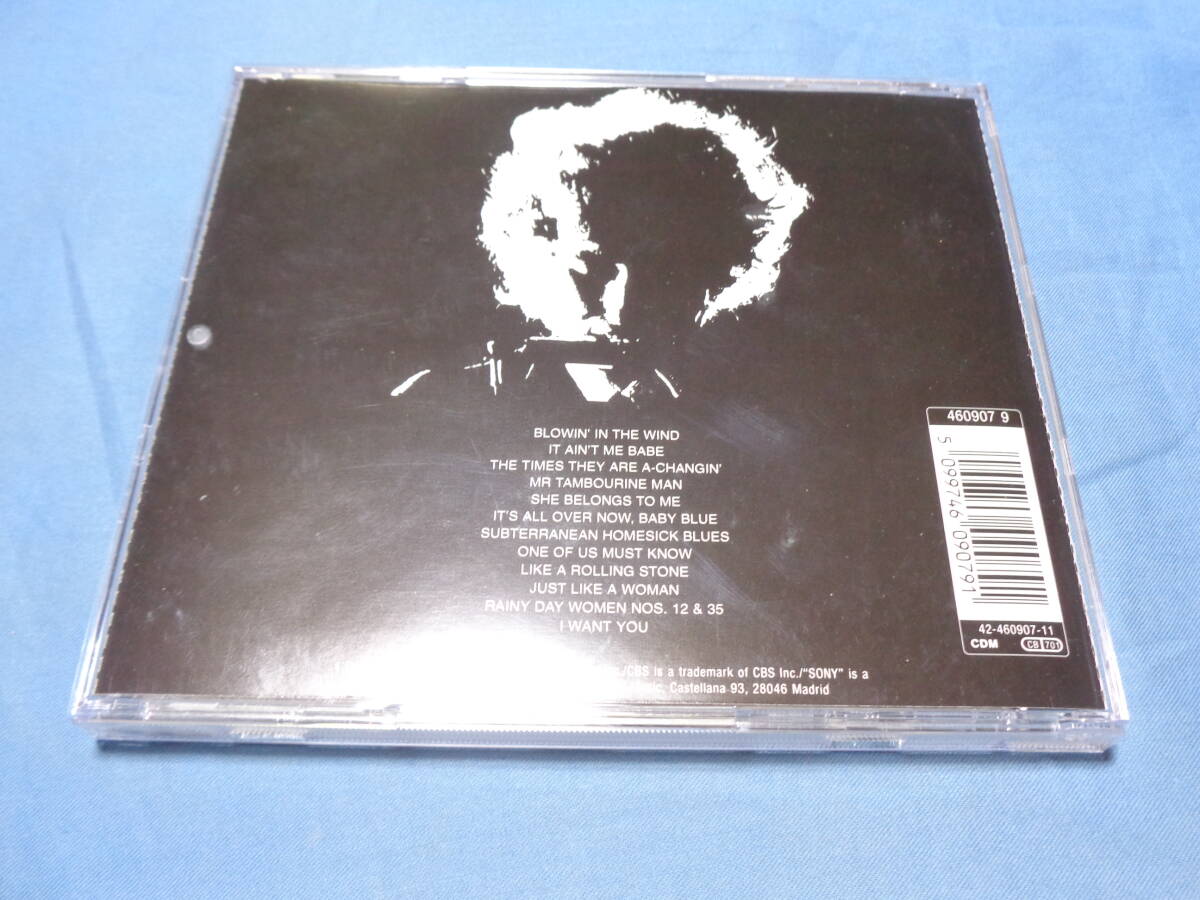 BLOWIN' IN THE WIND
IT AIN'T ME BABE
THE TIMES THEY ARE A-CHANGIN'
MR TAMBOURINE MAN
SHE BELONGS TO ME
IT'S ALL OVER NOW, BABY BLUE
SUBTERRANEAN HOMESICK BLUES
ONE OF US MUST KNOW
LIKE A ROLLING STONE
JUST LIKE A WOMAN
RAINY DAY WOMEN NOS. 12 & 35
I WANT YOU
460907 9
5 099746 090791
42-460907-11
CDM CB 701
/CBS is a trademark of CBS Inc./"SONY" is a
Castellana 93, 28046 Madrid